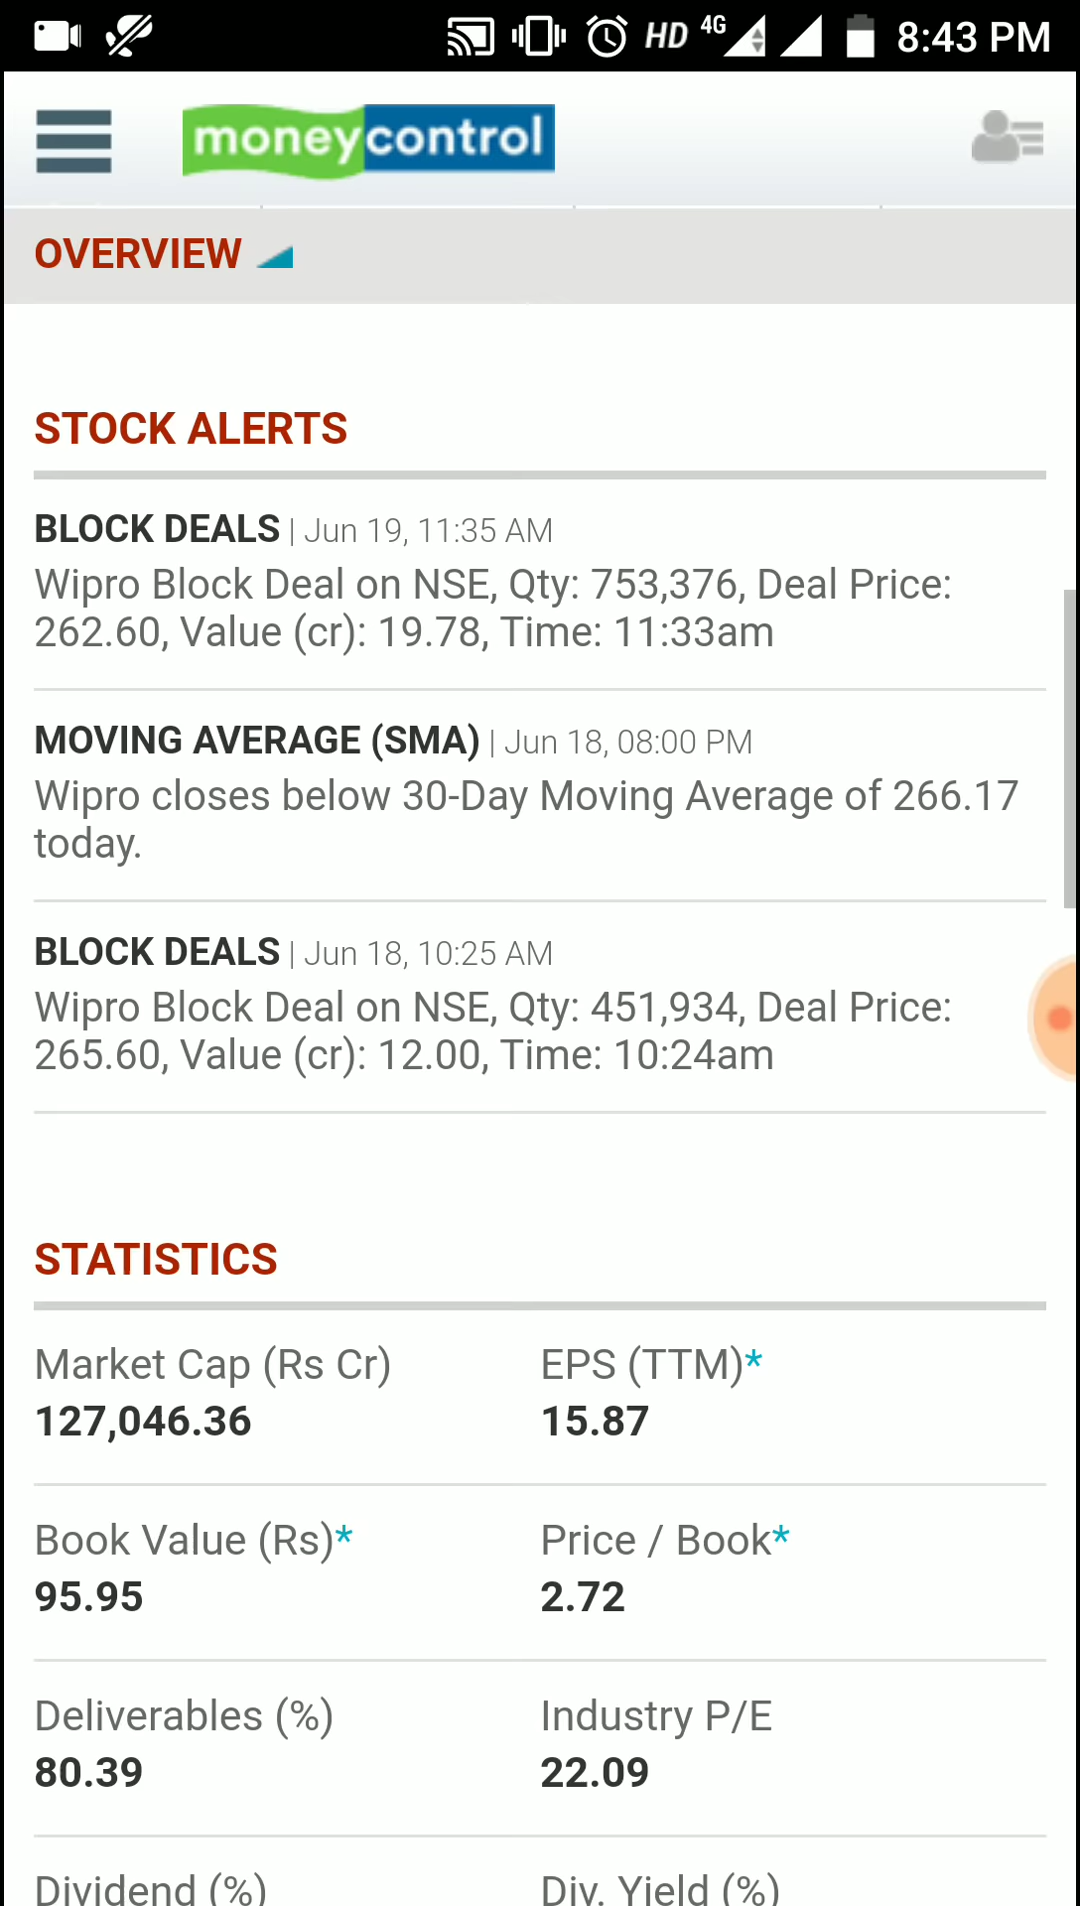 HD 4G 8:43 PM
moneycontrol
OVERVIEW
STOCK ALERTS
BLOCK DEALS | Jun 19, 11:35 AM
Wipro Block Deal on NSE, Qty: 753,376, Deal Price:
262.60, Value (cr): 19.78, Time: 11:33am
MOVING AVERAGE (SMA) | Jun 18, 08:00 PM
Wipro closes below 30-Day Moving Average of 266.17
today.
BLOCK DEALS | Jun 18, 10:25 AM
Wipro Block Deal on NSE, Qty: 451,934, Deal Price:
265.60, Value (cr): 12.00, Time: 10:24am
STATISTICS
Market Cap (Rs Cr) EPS (TTM)*
127,046.36 15.87
Book Value (Rs)* Price / Book*
95.95 2.72
Deliverables (%) Industry P/E
80.39 22.09
Dividend (%) Div. Yield (%)